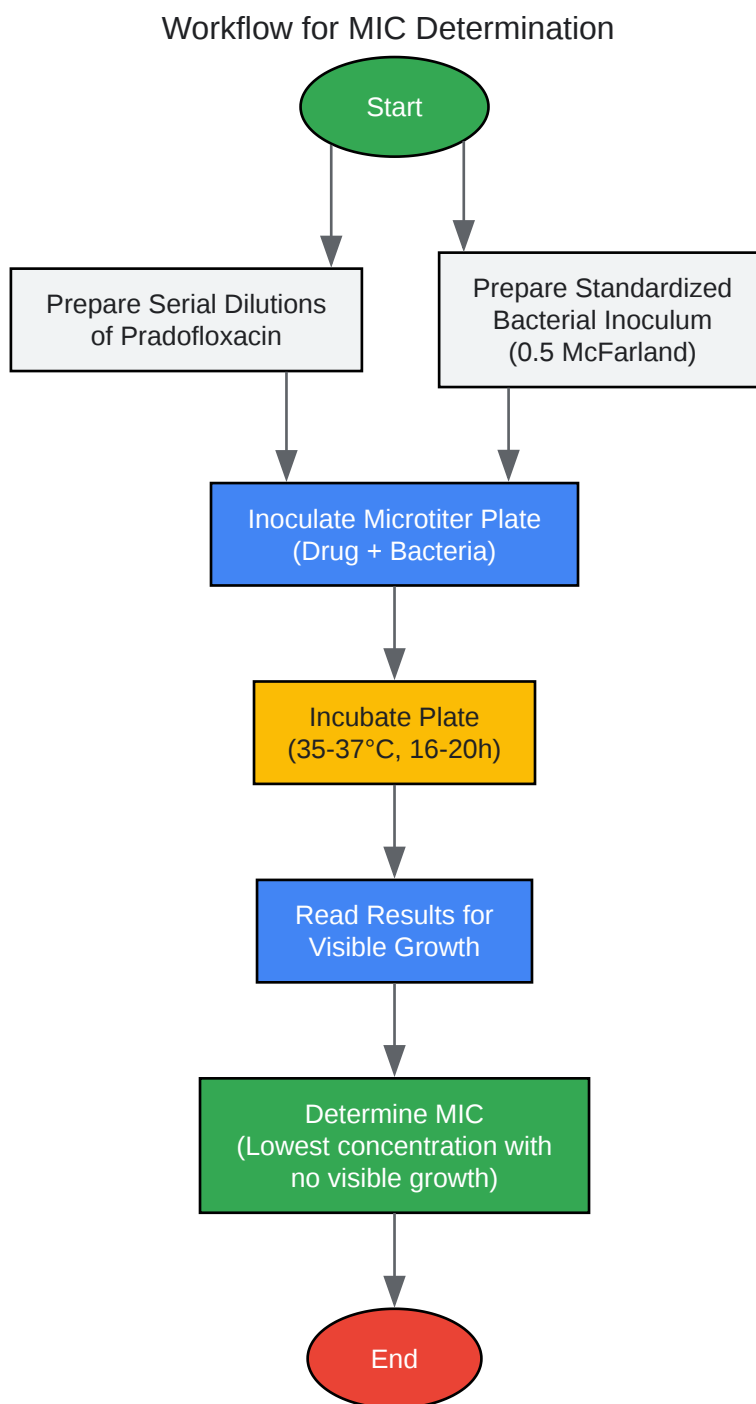 Workflow for MIC Determination
Start
Prepare Serial Dilutions
of Pradofloxacin
Prepare Standardized
Bacterial Inoculum
(0.5 McFarland)
Inoculate Microtiter Plate
(Drug + Bacteria)
Incubate Plate
(35-37°C, 16-20h)
Read Results for
Visible Growth
Determine MIC
(Lowest concentration with
no visible growth)
End